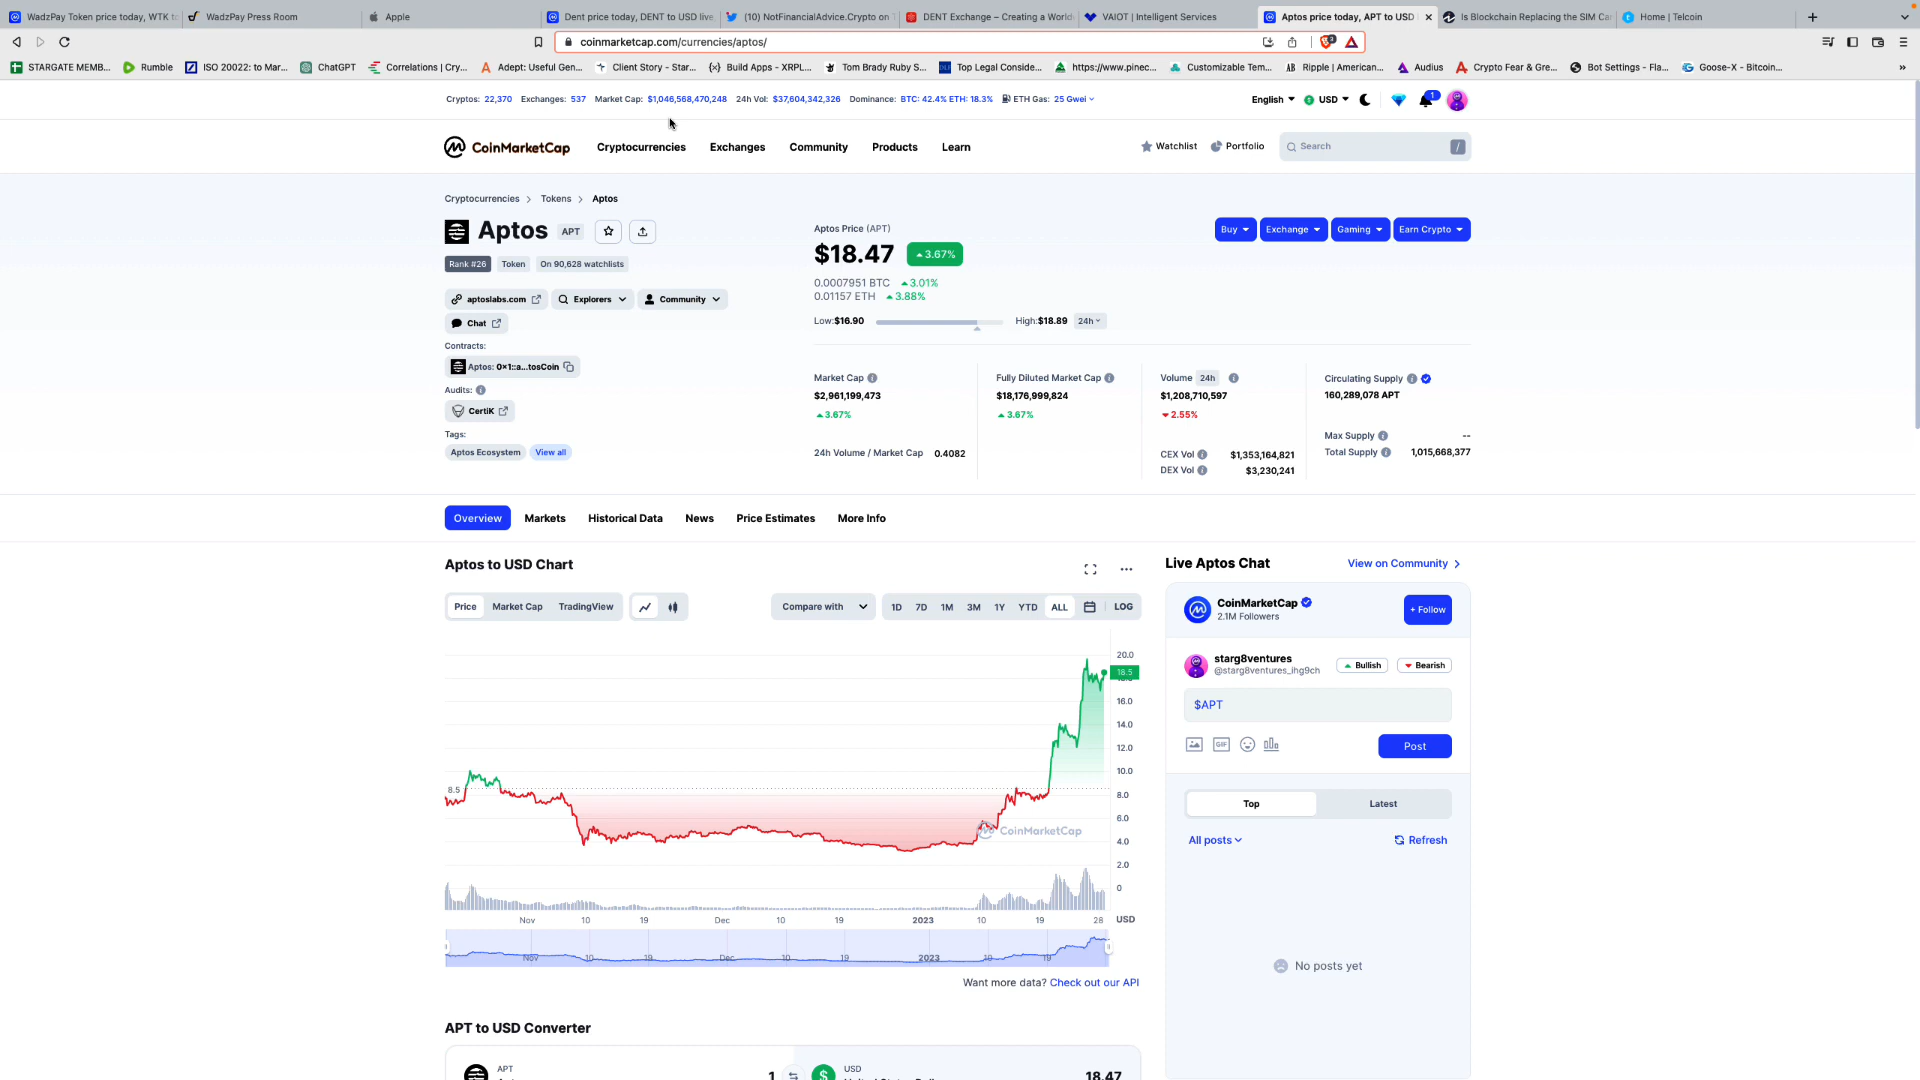 WadzPay Token price today, WTK to
WadzPay Press Room
Apple
Dent price today, DENT to USD live,
(10) NotFinancialAdvice.Crypto on
DENT Exchange – Creating a World
VAIOT | Intelligent Services
Aptos price today, APT to USD
Is Blockchain Replacing the SIM Ca
Home | Telcoin
coinmarketcap.com/currencies/aptos/
STARGATE MEMB...
Rumble
ISO 20022: to Mar...
ChatGPT
Correlations | Cry...
Adept: Useful Gen...
Client Story - Star...
Build Apps - XRPL...
Tom Brady Ruby S...
Top Legal Conside...
https://www.pinec...
Customizable Tem...
Ripple | American...
Audius
Crypto Fear & Gre...
Bot Settings - Fla...
Goose-X - Bitcoin...
Cryptos: 22,370 Exchanges: 537 Market Cap: $1,046,568,470,248 24h Vol: $37,604,342,326 Dominance: BTC: 42.4% ETH: 18.3% ETH Gas: 25 Gwei
English USD 1
CoinMarketCap
Cryptocurrencies Exchanges Community Products Learn
Watchlist Portfolio Search /
Cryptocurrencies > Tokens > Aptos
Aptos APT
Rank #26 Token On 90,628 watchlists
aptoslabs.com Explorers Community
Chat
Contracts:
Aptos: 0x1::a...tosCoin
Audits:
CertiK
Tags:
Aptos Ecosystem View all
Aptos Price (APT)
$18.47 3.67%
0.0007951 BTC 3.01%
0.01157 ETH 3.88%
Low:$16.90 High:$18.89 24h
Buy Exchange Gaming Earn Crypto
Market Cap
$2,961,199,473
3.67%
24h Volume / Market Cap 0.4082
Fully Diluted Market Cap
$18,176,999,824
3.67%
Volume 24h
$1,208,710,597
2.55%
CEX Vol $1,353,164,821
DEX Vol $3,230,241
Circulating Supply
160,289,078 APT
Max Supply --
Total Supply 1,015,668,377
Overview Markets Historical Data News Price Estimates More Info
Aptos to USD Chart
Price Market Cap TradingView
Compare with
1D 7D 1M 3M 1Y YTD ALL LOG
20.0
18.5
16.0
14.0
12.0
10.0
8.5
8.0
6.0
CoinMarketCap
4.0
2.0
0
Nov 10 19 Dec 10 19 2023 10 19 28 USD
Nov 10 19 Dec 10 19 2023 10 19
Want more data? Check out our API
APT to USD Converter
APT
1
USD
18.47
Live Aptos Chat
View on Community >
CoinMarketCap
2.1M Followers
+ Follow
starg8ventures
@starg8ventures_ihg9ch
Bullish Bearish
$APT
GIF
Post
Top Latest
All posts Refresh
No posts yet